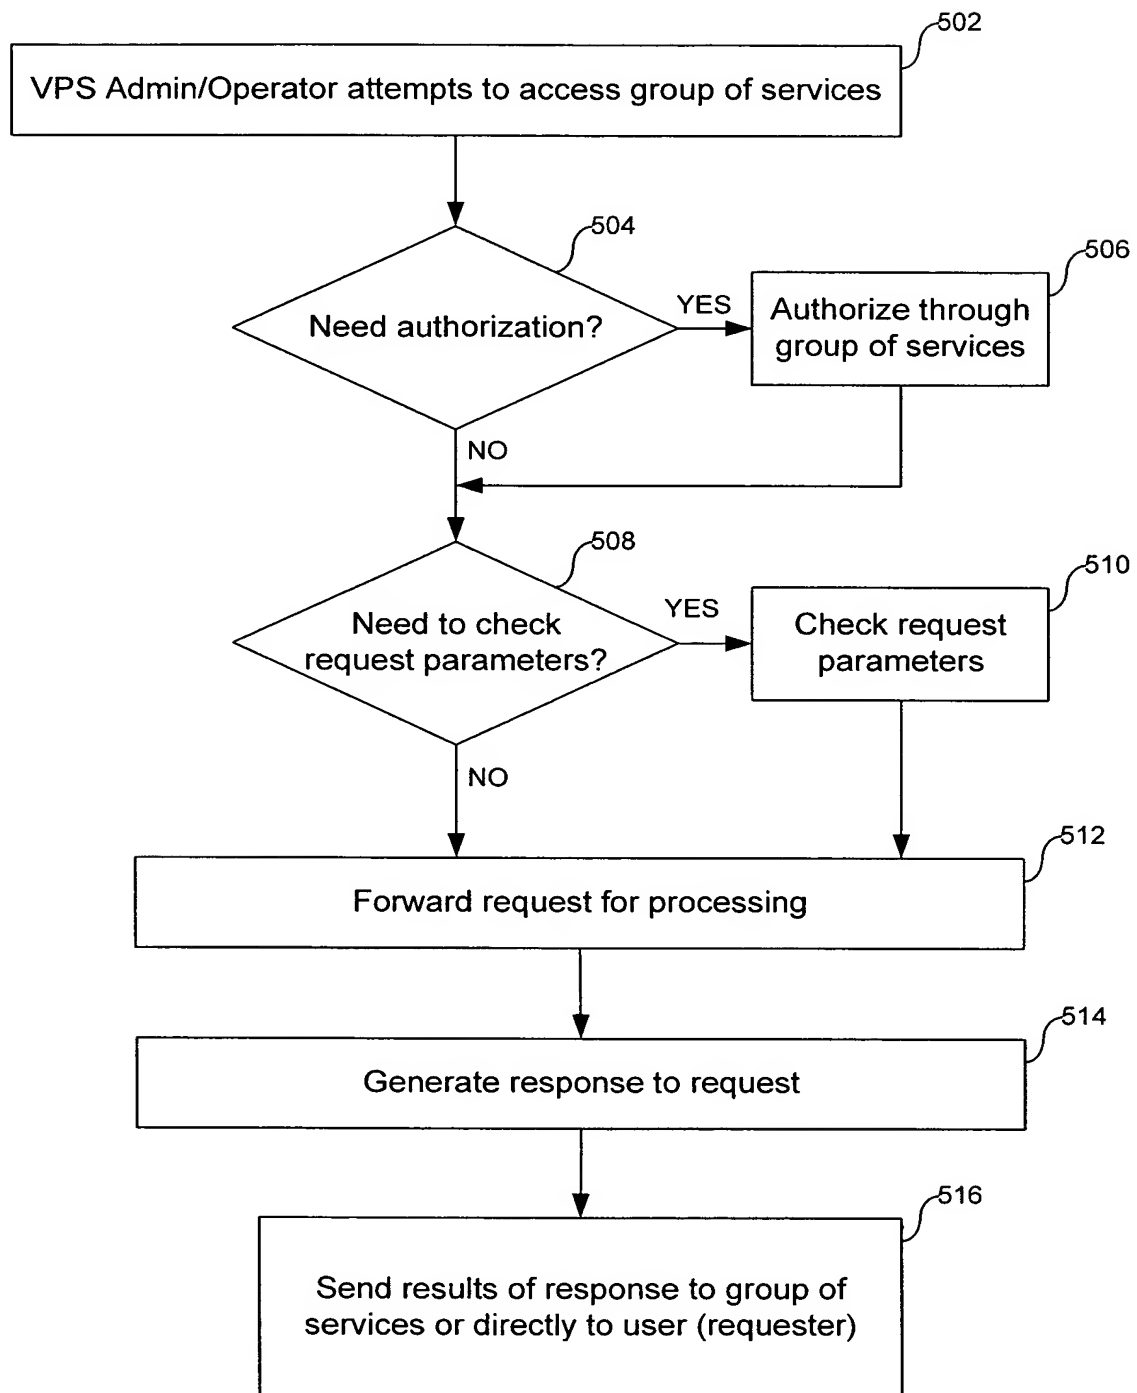 502
VPS Admin/Operator attempts to access group of services
504
Need authorization?
YES
506
Authorize through
group of services
NO
508
Need to check
request parameters?
YES
510
Check request
parameters
NO
512
Forward request for processing
514
Generate response to request
516
Send results of response to group of
services or directly to user (requester)